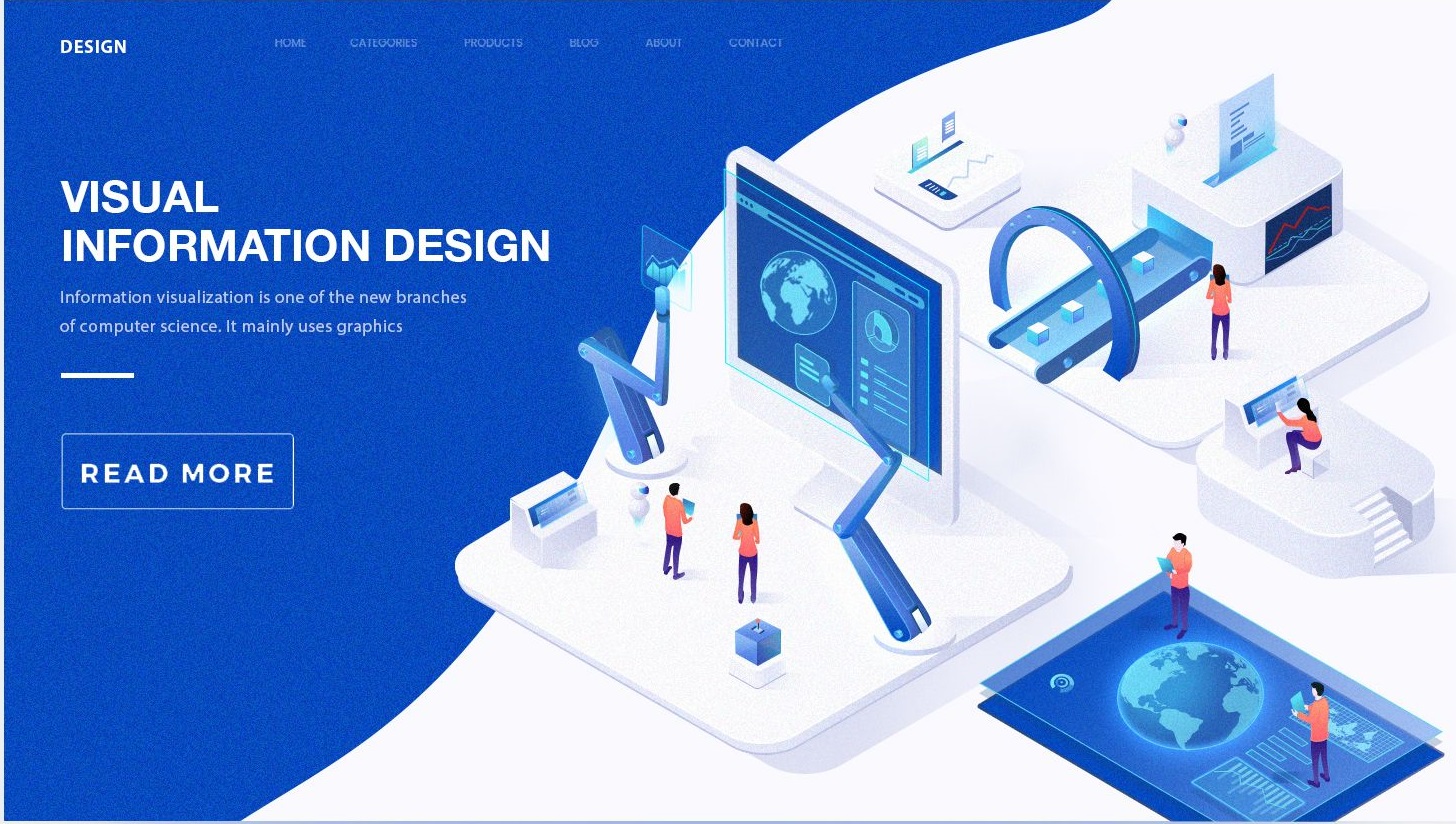 DESIGN
HOME CATEGORIES PRODUCTS BLOG ABOUT CONTACT
VISUAL
INFORMATION DESIGN
Information visualization is one of the new branches
of computer science. It mainly uses graphics
READ MORE